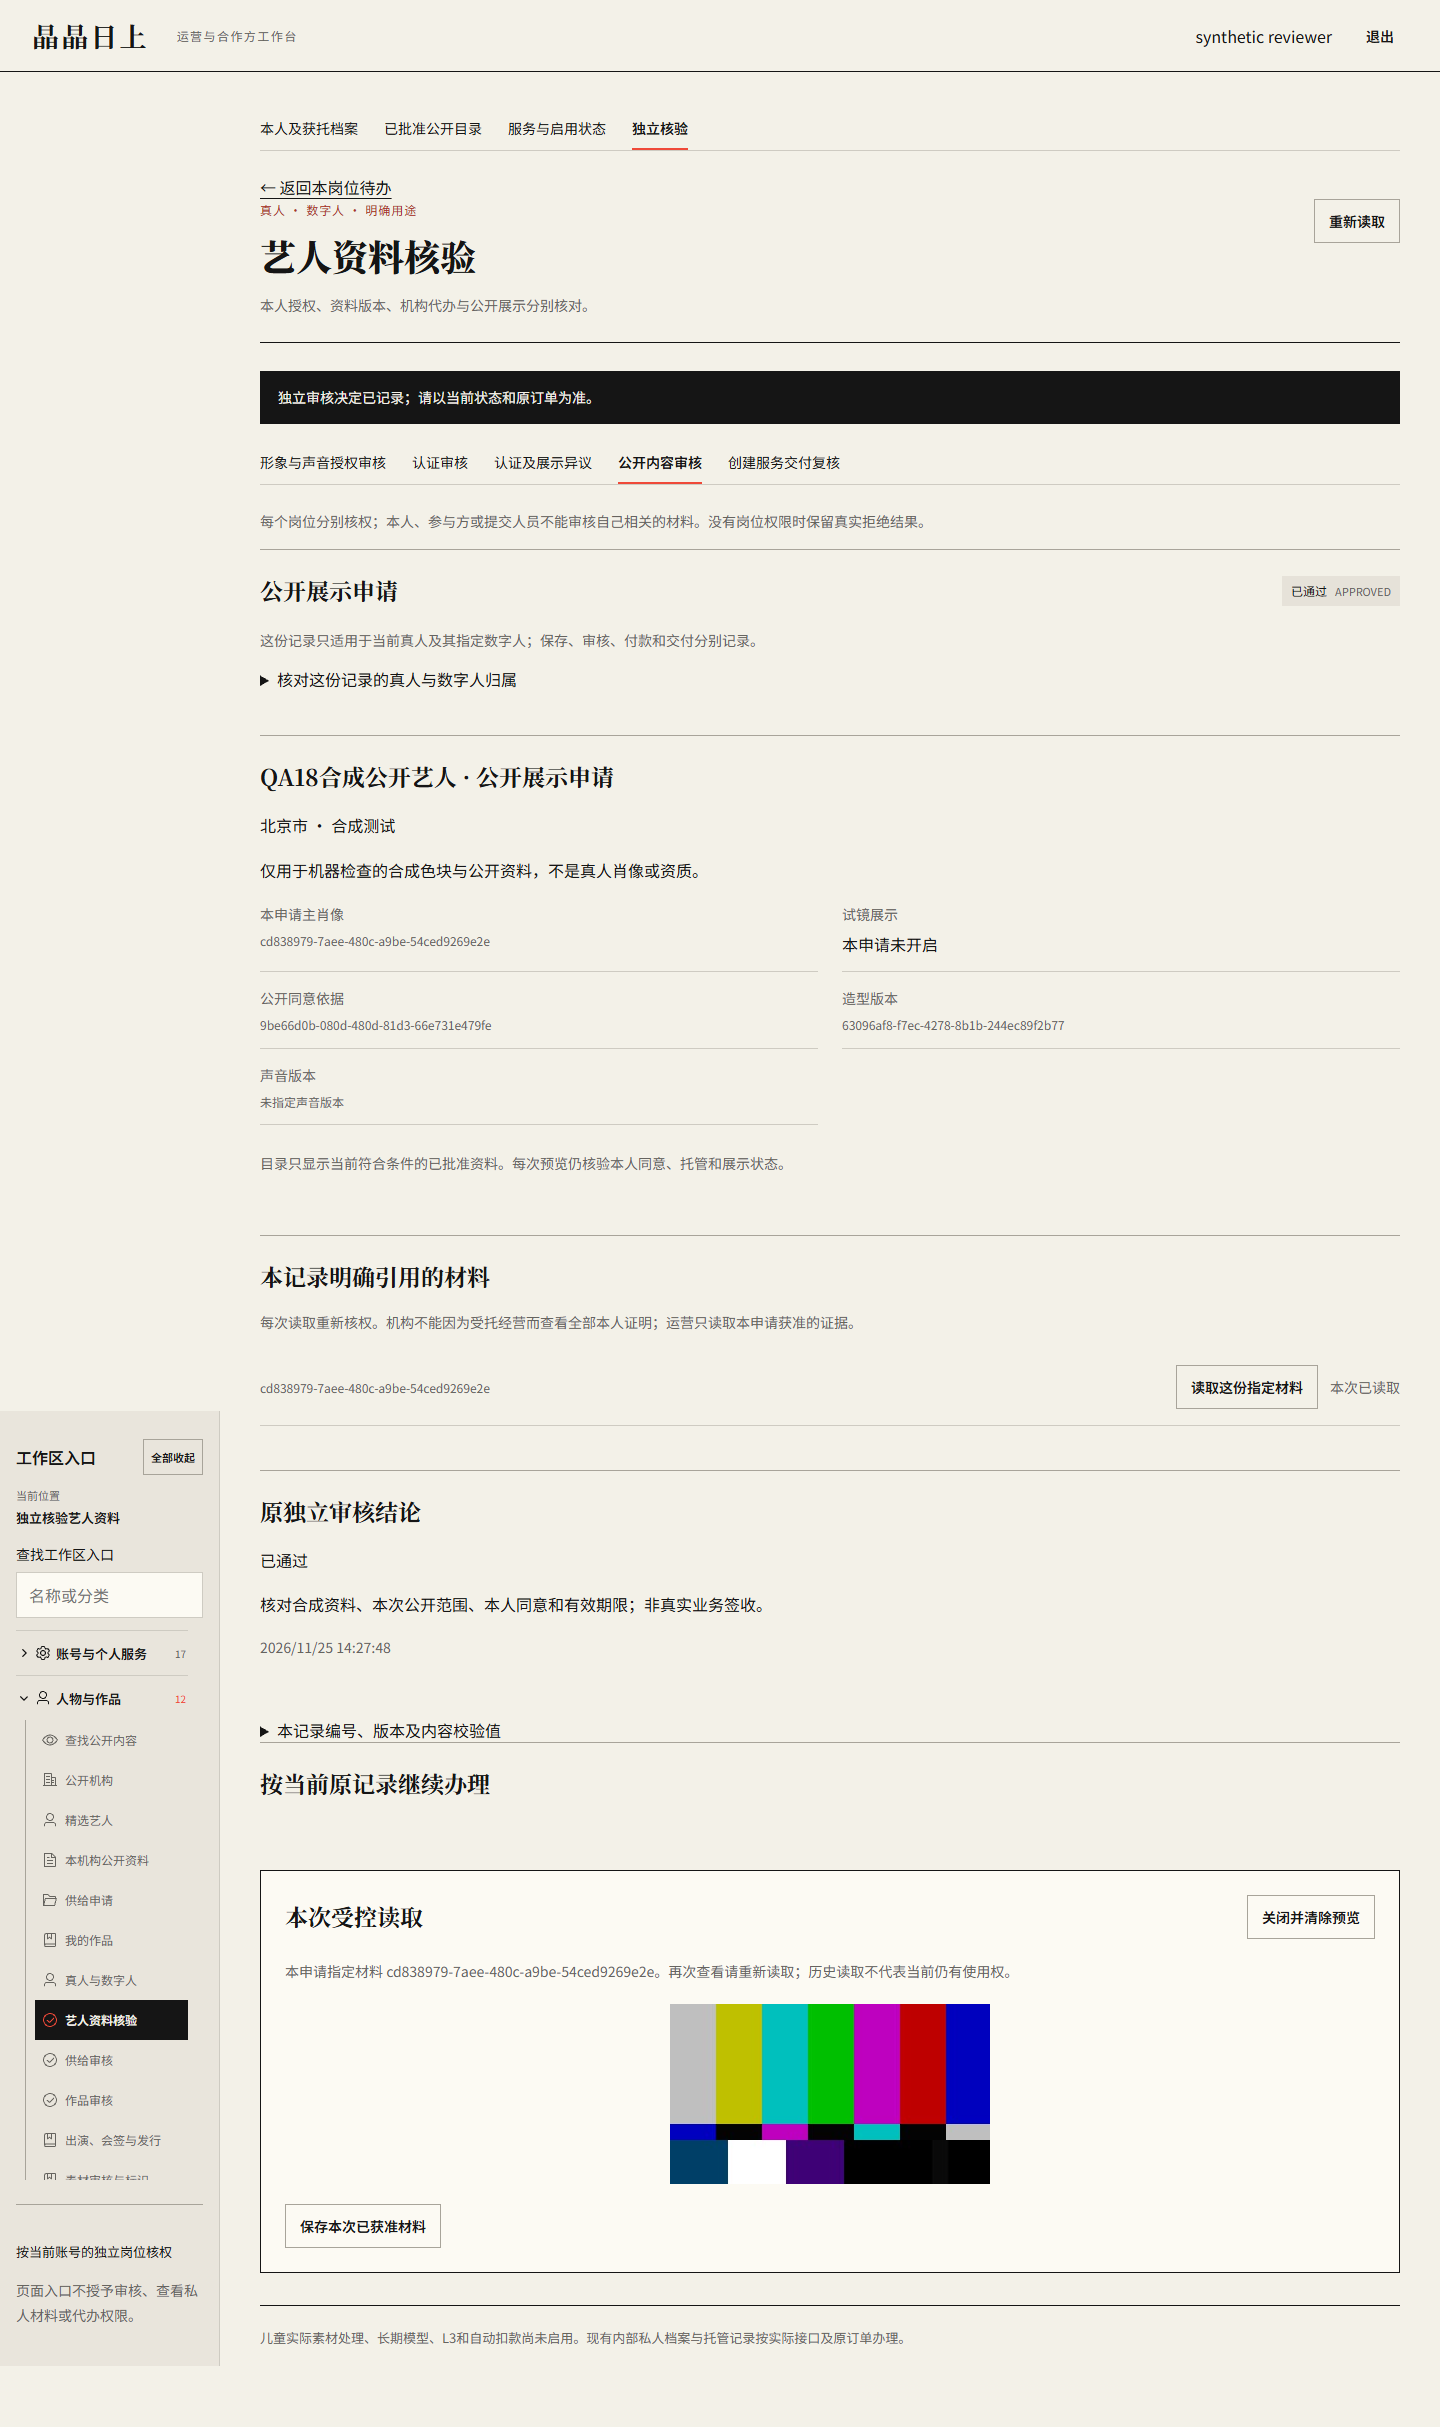 晶晶日上
运营与合作方工作台
synthetic reviewer
退出
本人及获托档案
已批准公开目录
服务与启用状态
独立核验
← 返回本岗位待办
真人 · 数字人 · 明确用途
重新读取
艺人资料核验
本人授权、资料版本、机构代办与公开展示分别核对。
独立审核决定已记录；请以当前状态和原订单为准。
形象与声音授权审核
认证审核
认证及展示异议
公开内容审核
创建服务交付复核
每个岗位分别核权；本人、参与方或提交人员不能审核自己相关的材料。没有岗位权限时保留真实拒绝结果。
公开展示申请
已通过 APPROVED
这份记录只适用于当前真人及其指定数字人；保存、审核、付款和交付分别记录。
▶ 核对这份记录的真人与数字人归属
QA18合成公开艺人 · 公开展示申请
北京市 · 合成测试
仅用于机器检查的合成色块与公开资料，不是真人肖像或资质。
本申请主肖像
cd838979-7aee-480c-a9be-54ced9269e2e
试镜展示
本申请未开启
公开同意依据
9be66d0b-080d-480d-81d3-66e731e479fe
造型版本
63096af8-f7ec-4278-8b1b-244ec89f2b77
声音版本
未指定声音版本
目录只显示当前符合条件的已批准资料。每次预览仍核验本人同意、托管和展示状态。
本记录明确引用的材料
每次读取重新核权。机构不能因为受托经营而查看全部本人证明；运营只读取本申请获准的证据。
cd838979-7aee-480c-a9be-54ced9269e2e
读取这份指定材料
本次已读取
原独立审核结论
已通过
核对合成资料、本次公开范围、本人同意和有效期限；非真实业务签收。
2026/11/25 14:27:48
▶ 本记录编号、版本及内容校验值
按当前原记录继续办理
本次受控读取
关闭并清除预览
本申请指定材料 cd838979-7aee-480c-a9be-54ced9269e2e。再次查看请重新读取；历史读取不代表当前仍有使用权。
保存本次已获准材料
儿童实际素材处理、长期模型、L3和自动扣款尚未启用。现有内部私人档案与托管记录按实际接口及原订单办理。
工作区入口
全部收起
当前位置
独立核验艺人资料
查找工作区入口
名称或分类
账号与个人服务 17
人物与作品 12
查找公开内容
公开机构
精选艺人
本机构公开资料
供给申请
我的作品
真人与数字人
艺人资料核验
供给审核
作品审核
出演、会签与发行
素材审核与标识
按当前账号的独立岗位核权
页面入口不授予审核、查看私
人材料或代办权限。